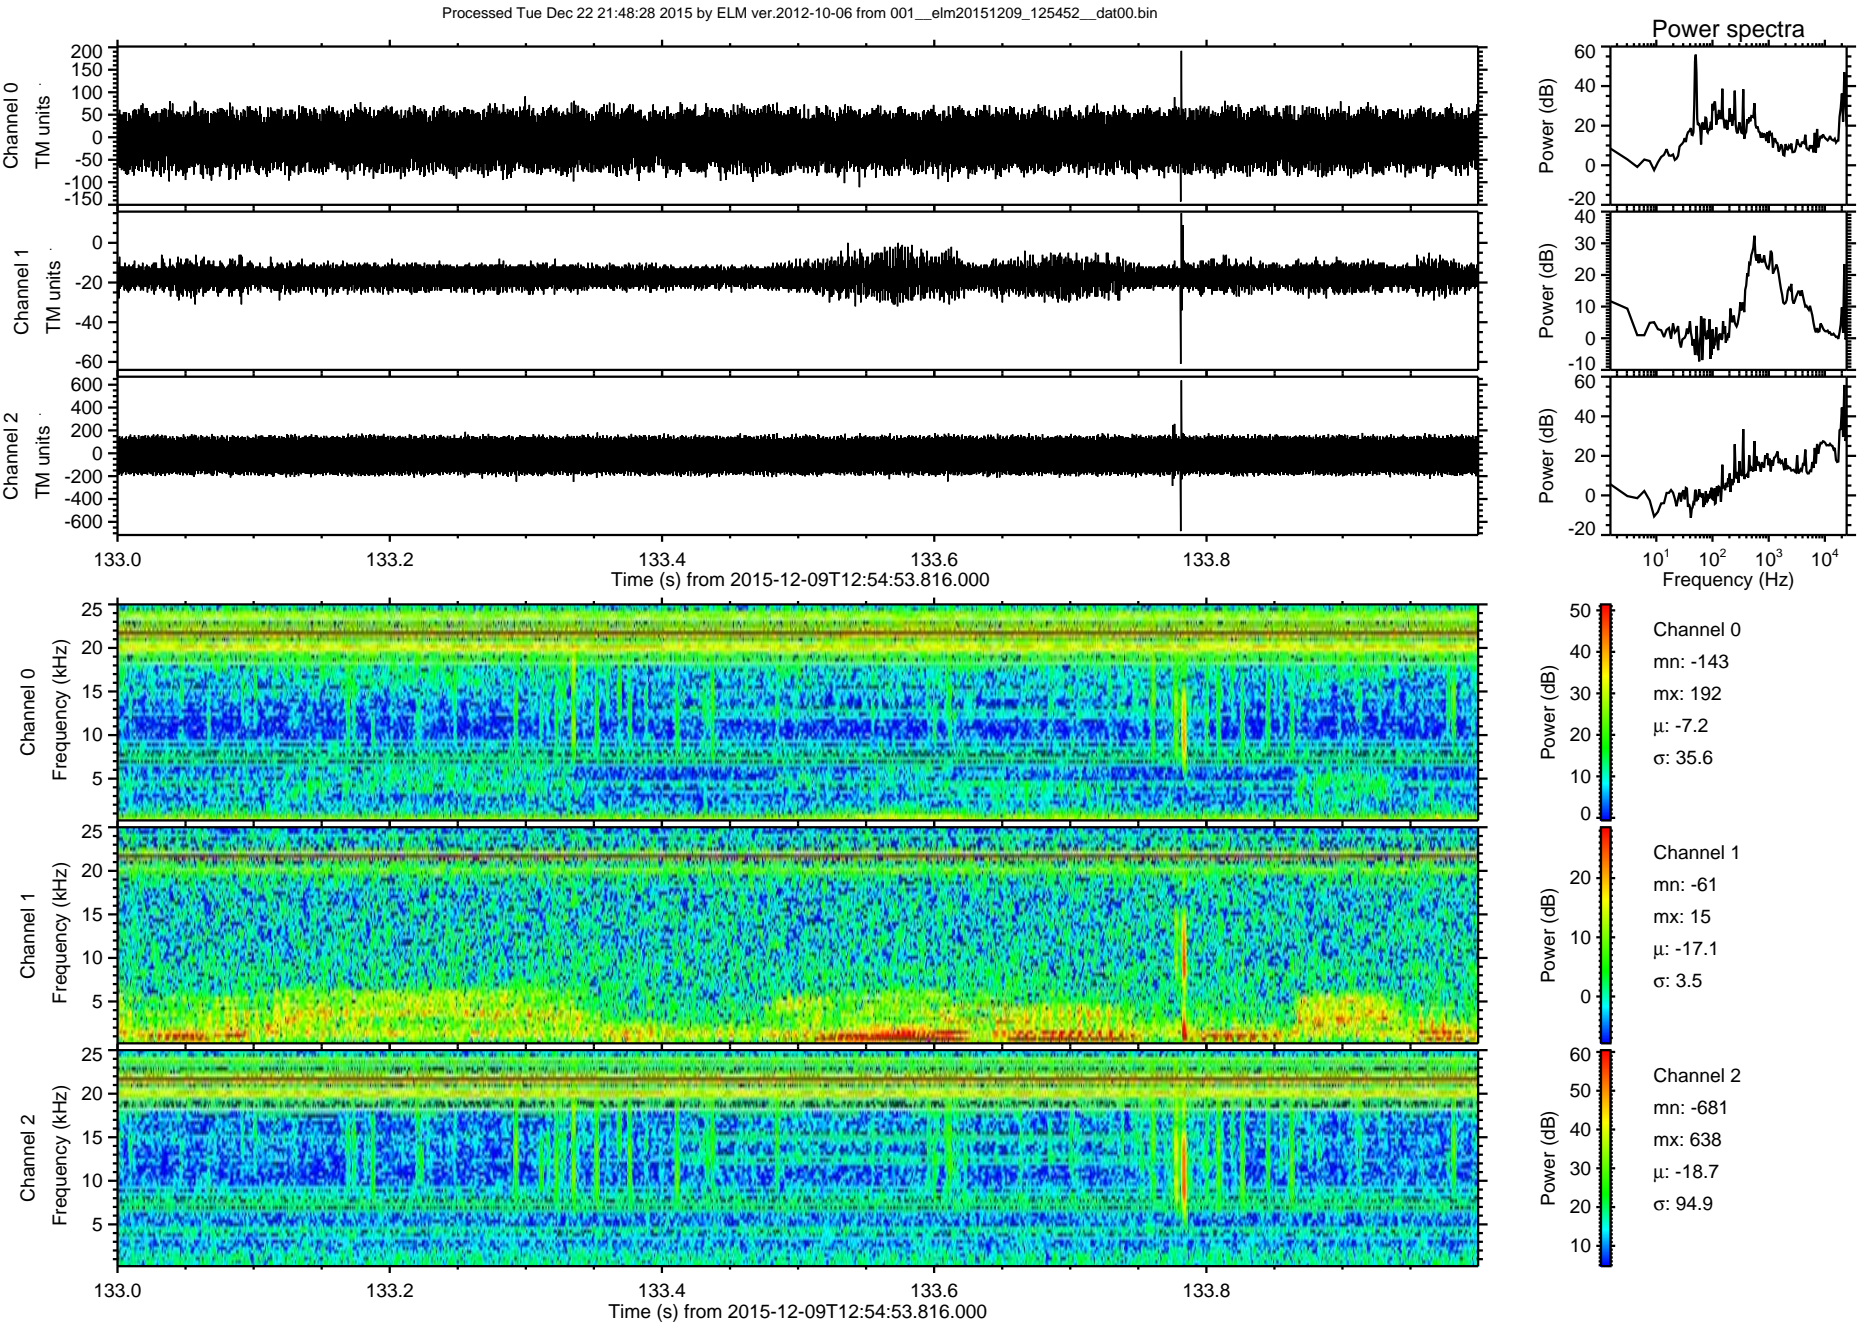 Processed Tue Dec 22 21:48:28 2015 by ELM ver.2012-10-06 from 001__elm20151209_125452__dat00.bin
Power spectra
Channel 0
TM units
200
150
100
50
0
-50
-100
-150
Power (dB)
60
40
20
0
-20
Channel 1
TM units
0
-20
-40
-60
Power (dB)
40
30
20
10
0
-10
Channel 2
TM units
600
400
200
0
-200
-400
-600
Power (dB)
60
40
20
0
-20
133.0 133.2 133.4 133.6 133.8
Time (s) from 2015-12-09T12:54:53.816.000
10¹ 10² 10³ 10⁴
Frequency (Hz)
Channel 0
Frequency (kHz)
25
20
15
10
5
Power (dB)
50
40
30
20
10
0
Channel 0
mn: -143
mx: 192
μ: -7.2
σ: 35.6
Channel 1
Frequency (kHz)
25
20
15
10
5
Power (dB)
20
10
0
Channel 1
mn: -61
mx: 15
μ: -17.1
σ: 3.5
Channel 2
Frequency (kHz)
25
20
15
10
5
Power (dB)
60
50
40
30
20
10
Channel 2
mn: -681
mx: 638
μ: -18.7
σ: 94.9
133.0 133.2 133.4 133.6 133.8
Time (s) from 2015-12-09T12:54:53.816.000